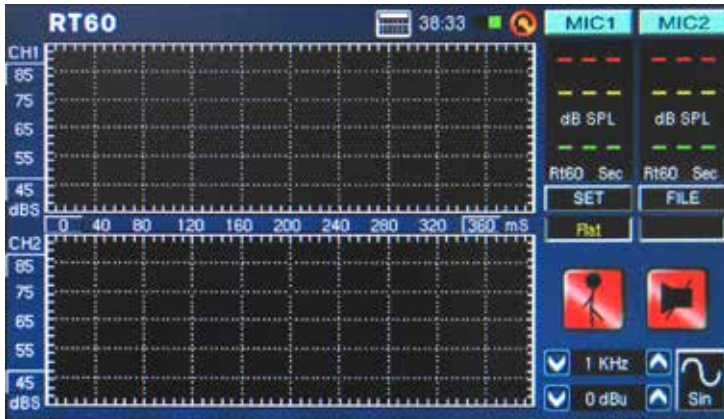 RT60 38:33 MIC1 MIC2
CH1
85
75
65
55
45
dBS
--- ---
--- ---
dB SPL dB SPL
--- ---
Rt60 Sec Rt60 Sec
SET FILE
Flat
0 40 80 120 160 200 240 280 320 360 mS
CH2
85
75
65
55
45
dBS
1 KHz
0 dBu
Sin